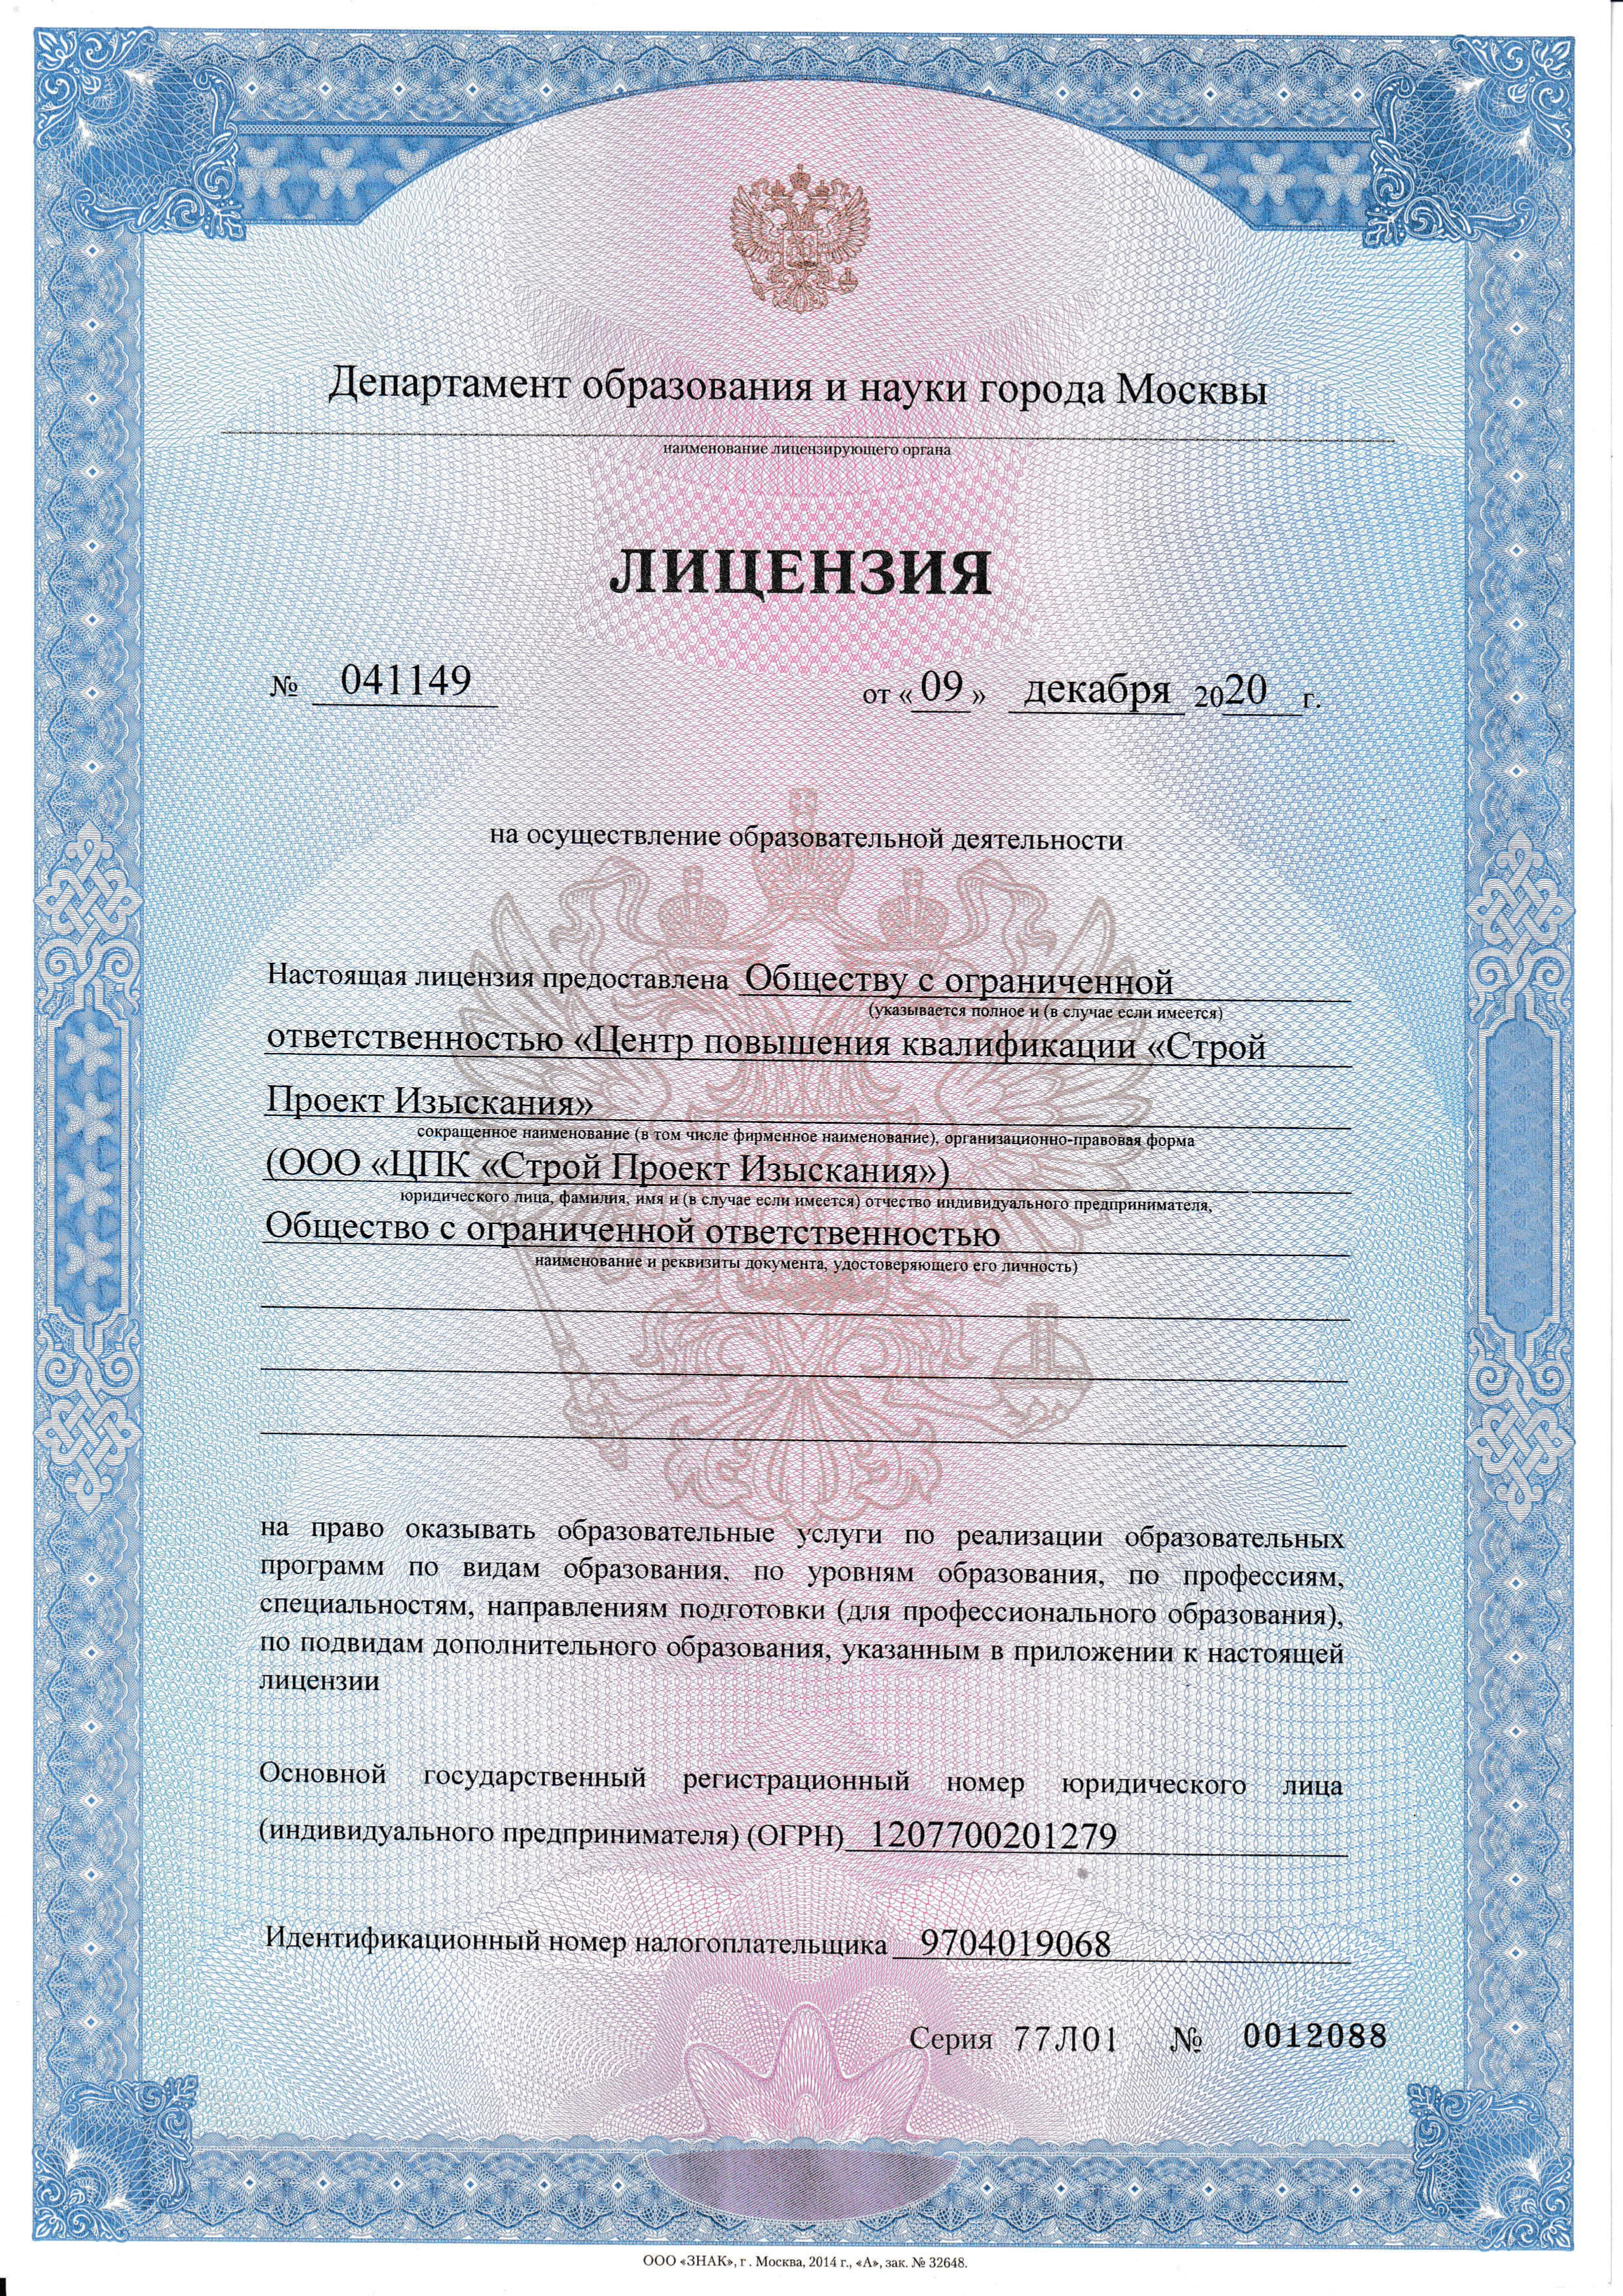 Департамент образования и науки города Москвы
наименование лицензирующего органа
ЛИЦЕНЗИЯ
№ 041149 от «09» декабря 2020 г.
на осуществление образовательной деятельности
Настоящая лицензия предоставлена Обществу с ограниченной
(указывается полное и (в случае если имеется)
ответственностью «Центр повышения квалификации «Строй
Проект Изыскания»
сокращенное наименование (в том числе фирменное наименование), организационно-правовая форма
(ООО «ЦПК «Строй Проект Изыскания»)
юридического лица, фамилия, имя и (в случае если имеется) отчество индивидуального предпринимателя,
Общество с ограниченной ответственностью
наименование и реквизиты документа, удостоверяющего его личность)
на право оказывать образовательные услуги по реализации образовательных
программ по видам образования, по уровням образования, по профессиям,
специальностям, направлениям подготовки (для профессионального образования),
по подвидам дополнительного образования, указанным в приложении к настоящей
лицензии
Основной государственный регистрационный номер юридического лица
(индивидуального предпринимателя) (ОГРН) 1207700201279
Идентификационный номер налогоплательщика 9704019068
Серия 77Л01 № 0012088
ООО «ЗНАК», г. Москва, 2014 г., «А», зак. № 32648.